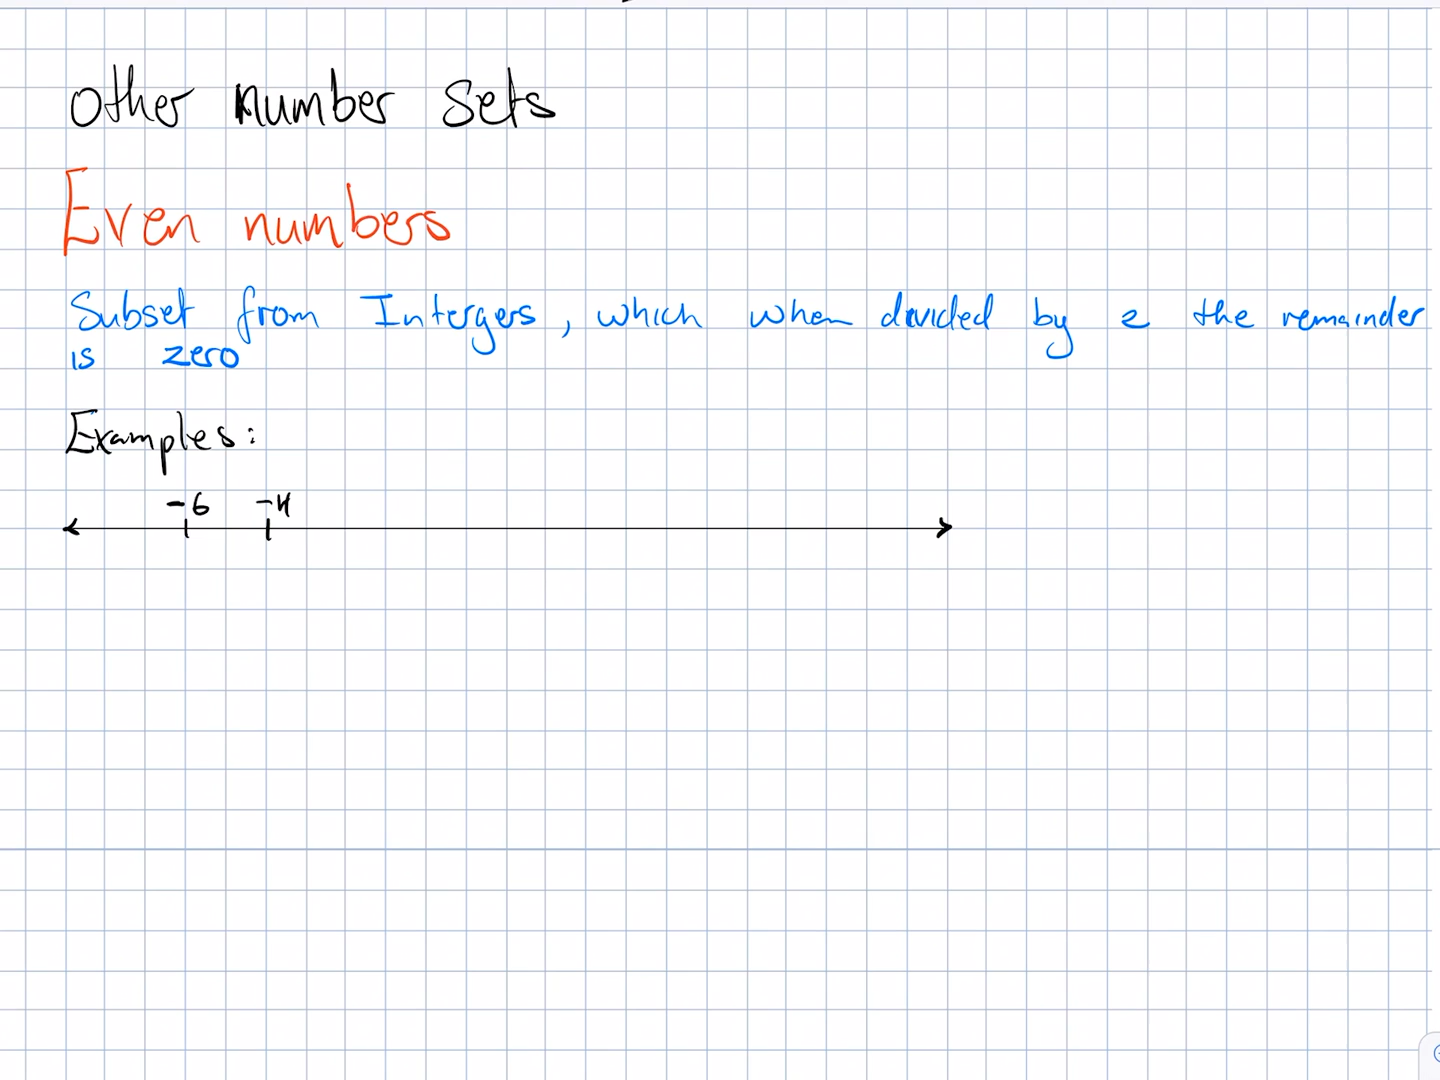 Other number sets
Even numbers
Subset from Intergers, which when divided by 2 the remainder
is zero
Examples:
-6 -4